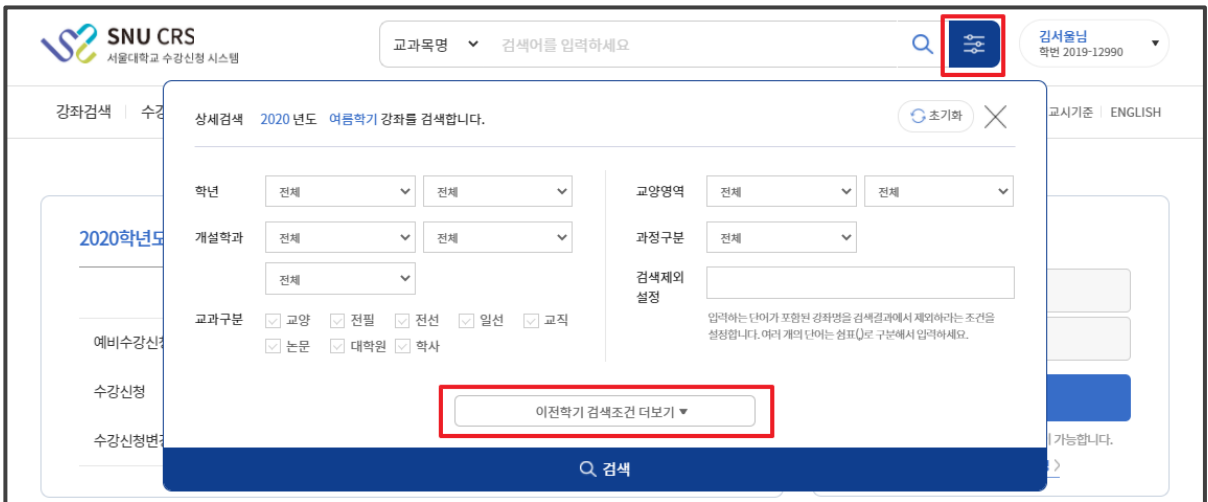 SNU CRS
서울대학교 수강신청 시스템
교과목명 검색어를 입력하세요
김서울님
학번 2019-12990 ▼
강좌검색
교시기준 ENGLISH
상세검색 2020 년도 여름학기 강좌를 검색합니다.
초기화
학년 전체 전체
교양영역 전체 전체
2020학년도
개설학과 전체 전체
과정구분 전체
전체
검색제외
설정
교과구분 교양 전필 전선 일선 교직
논문 대학원 학사
입력하는 단어가 포함된 강좌명을 검색결과에서 제외하라는 조건을
설정합니다. 여러 개의 단어는 쉼표(,)로 구분해서 입력하세요.
예비수강신청
수강신청
이전학기 검색조건 더보기 ▼
수강신청변경
가능합니다.
검색